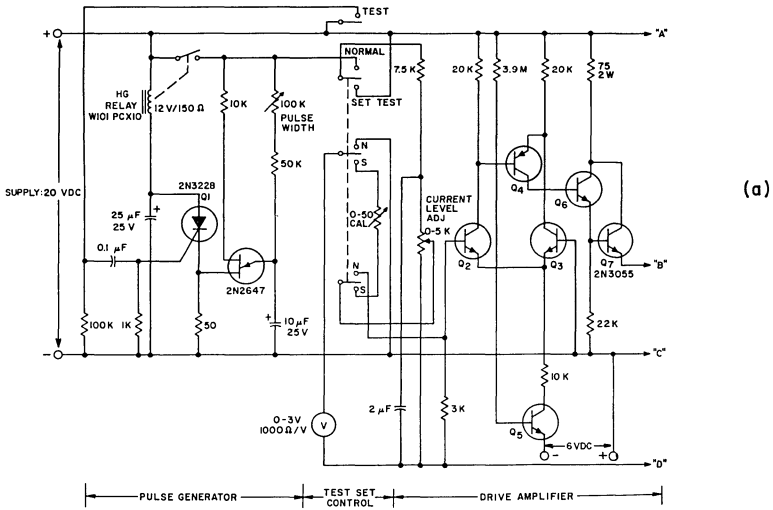 TEST
+
"A"
NORMAL
HG
RELAY
W101 PCX10
12V/150 Ω
10K
100K
PULSE
WIDTH
50K
SET TEST
7.5K
20K
3.9M
20K
75
2W
SUPPLY: 20 VDC
25 μF
25 V
+
2N3228
Q1
N
S
0-50
CAL
CURRENT
LEVEL
ADJ
0-5 K
Q4
Q6
(a)
0.1 μF
2N2647
Q2
Q3
Q7
2N3055
"B"
100K
1K
50
+
10 μF
25 V
N
S
22K
-
"C"
0-3V
1000Ω/V
V
2 μF
3K
10 K
Q5
6 VDC
-
+
"D"
PULSE GENERATOR
TEST SET
CONTROL
DRIVE AMPLIFIER